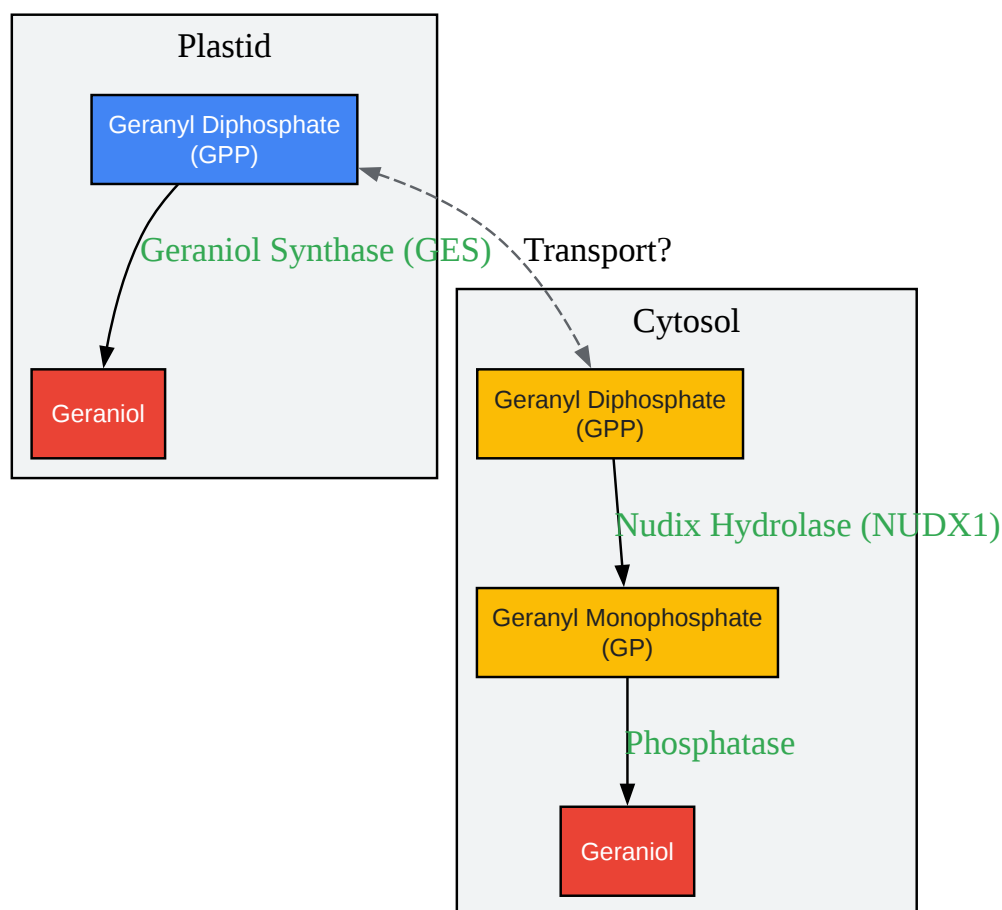 Plastid
Geranyl Diphosphate
(GPP)
Geraniol Synthase (GES)
Transport?
Geraniol
Cytosol
Geranyl Diphosphate
(GPP)
Nudix Hydrolase (NUDX1)
Geranyl Monophosphate
(GP)
Phosphatase
Geraniol